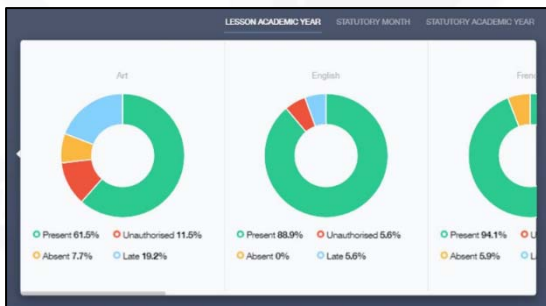 LESSON ACADEMIC YEAR STATUTORY MONTH STATUTORY ACADEMIC YEAR
Art
Present 61.5% Unauthorised 11.5%
Absent 7.7% Late 19.2%
English
Present 88.9% Unauthorised 5.6%
Absent 0% Late 5.6%
Frenc
Present 94.1% U
Absent 5.9% L